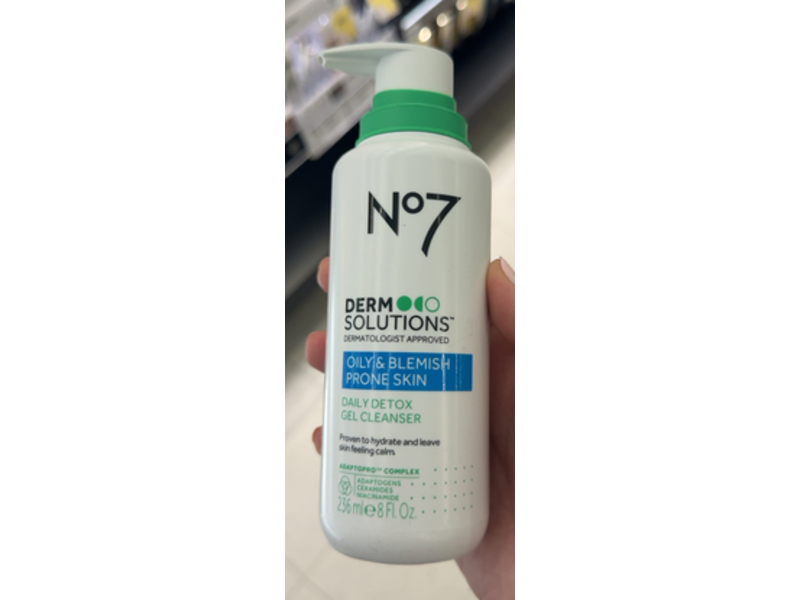 No7
DERM
SOLUTIONS™
DERMATOLOGIST APPROVED
OILY & BLEMISH
PRONE SKIN
DAILY DETOX
GEL CLEANSER
Proven to hydrate and leave
skin feeling calm.
ADAPTOPRO™ COMPLEX
ADAPTOGENS
CERAMIDES
NIACINAMIDE
236 ml e 8 Fl. Oz.